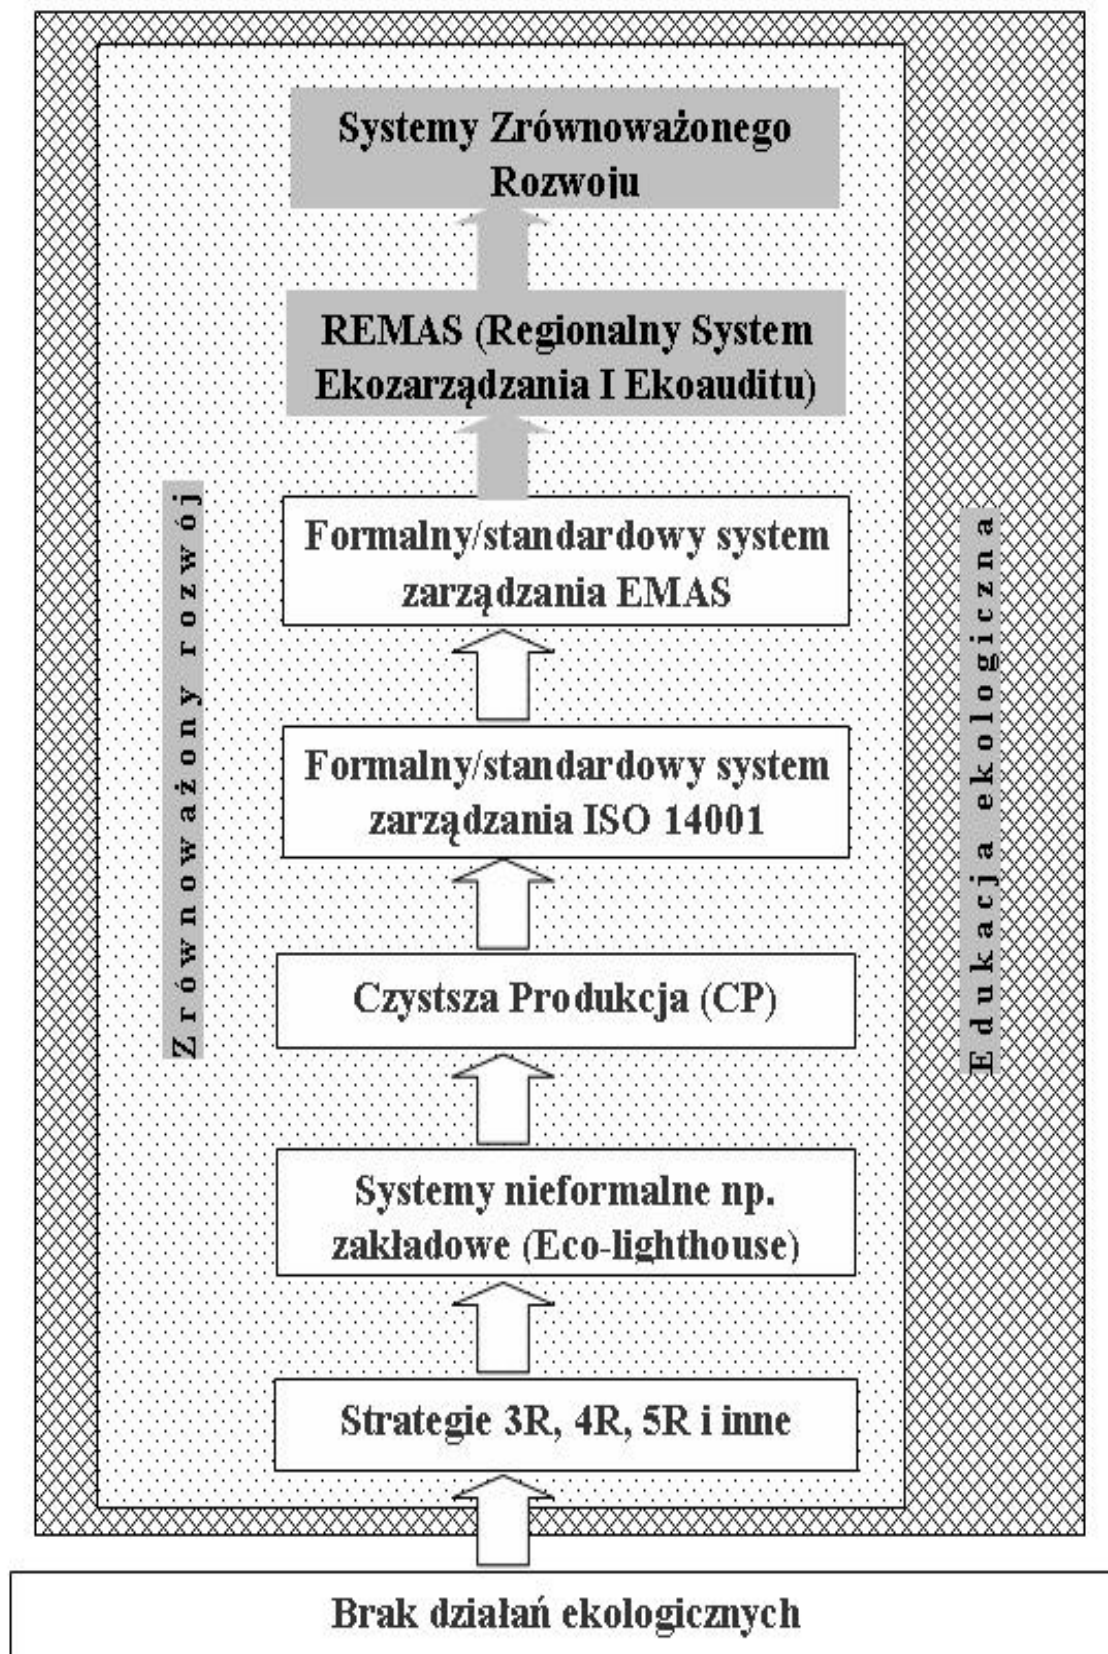 Systemy Zrównoważonego
Rozwoju
REMAS (Regionalny System
Ekozarządzania I Ekoauditu)
Formalny/standardowy system
zarządzania EMAS
Formalny/standardowy system
zarządzania ISO 14001
Czystsza Produkcja (CP)
Systemy nieformalne np.
zakładowe (Eco-lighthouse)
Strategie 3R, 4R, 5R i inne
Brak działań ekologicznych
Zrównoważony rozwój
Edukacja ekologiczna